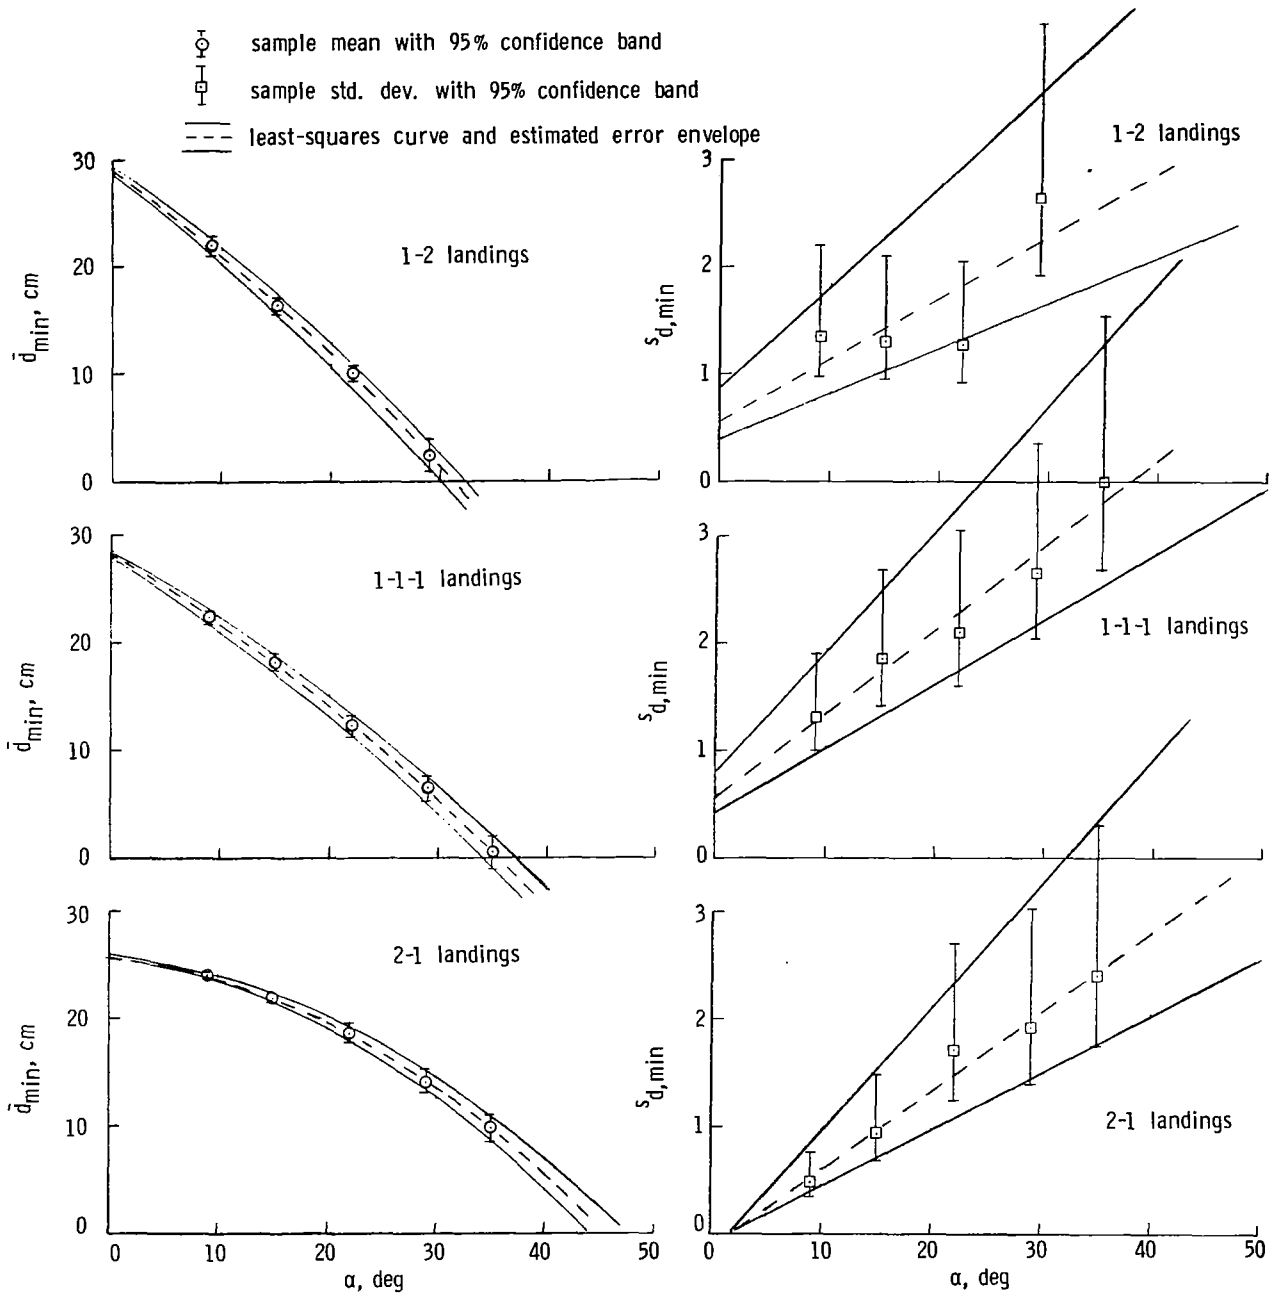 sample mean with 95% confidence band
sample std. dev. with 95% confidence band
least-squares curve and estimated error envelope
30
20
10
0
d̄min, cm
1-2 landings
3
2
1
0
sd,min
1-2 landings
30
20
10
0
d̄min, cm
1-1-1 landings
3
2
1
0
sd,min
1-1-1 landings
30
20
10
0
d̄min, cm
2-1 landings
0 10 20 30 40 50
α, deg
3
2
1
0
sd,min
2-1 landings
0 10 20 30 40 50
α, deg